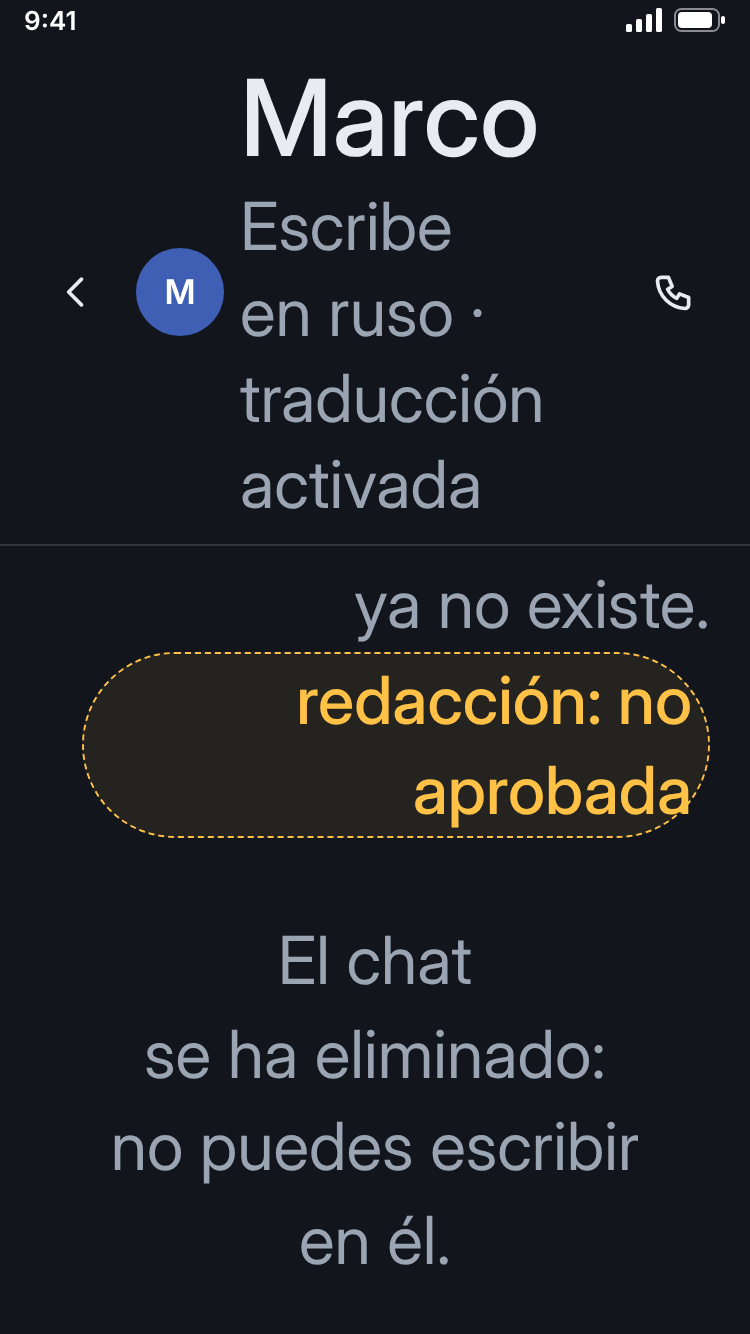 9:41
Marco
M
Escribe
en ruso ·
traducción
activada
ya no existe.
redacción: no
aprobada
El chat
se ha eliminado:
no puedes escribir
en él.